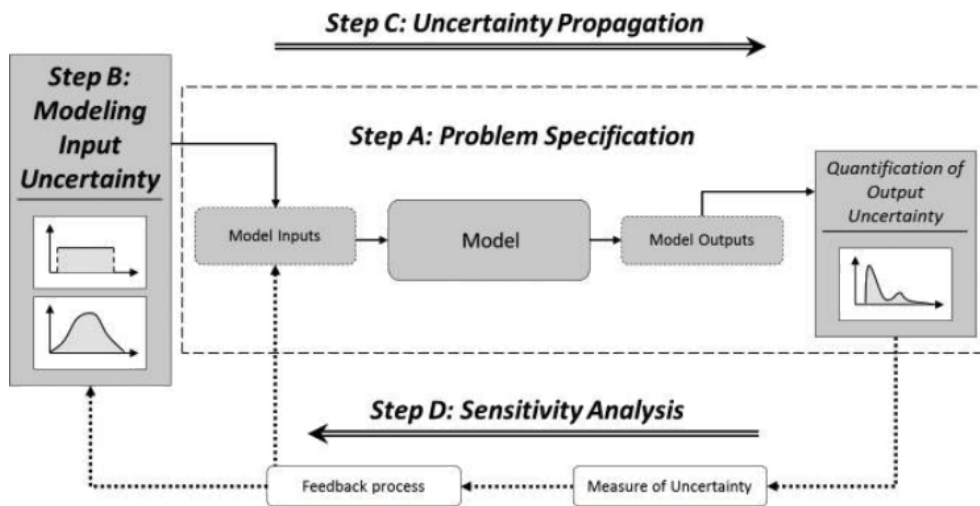 Step C: Uncertainty Propagation
Step B:
Modeling
Input
Uncertainty
Step A: Problem Specification
Model Inputs
Model
Model Outputs
Quantification of
Output
Uncertainty
Step D: Sensitivity Analysis
Feedback process
Measure of Uncertainty